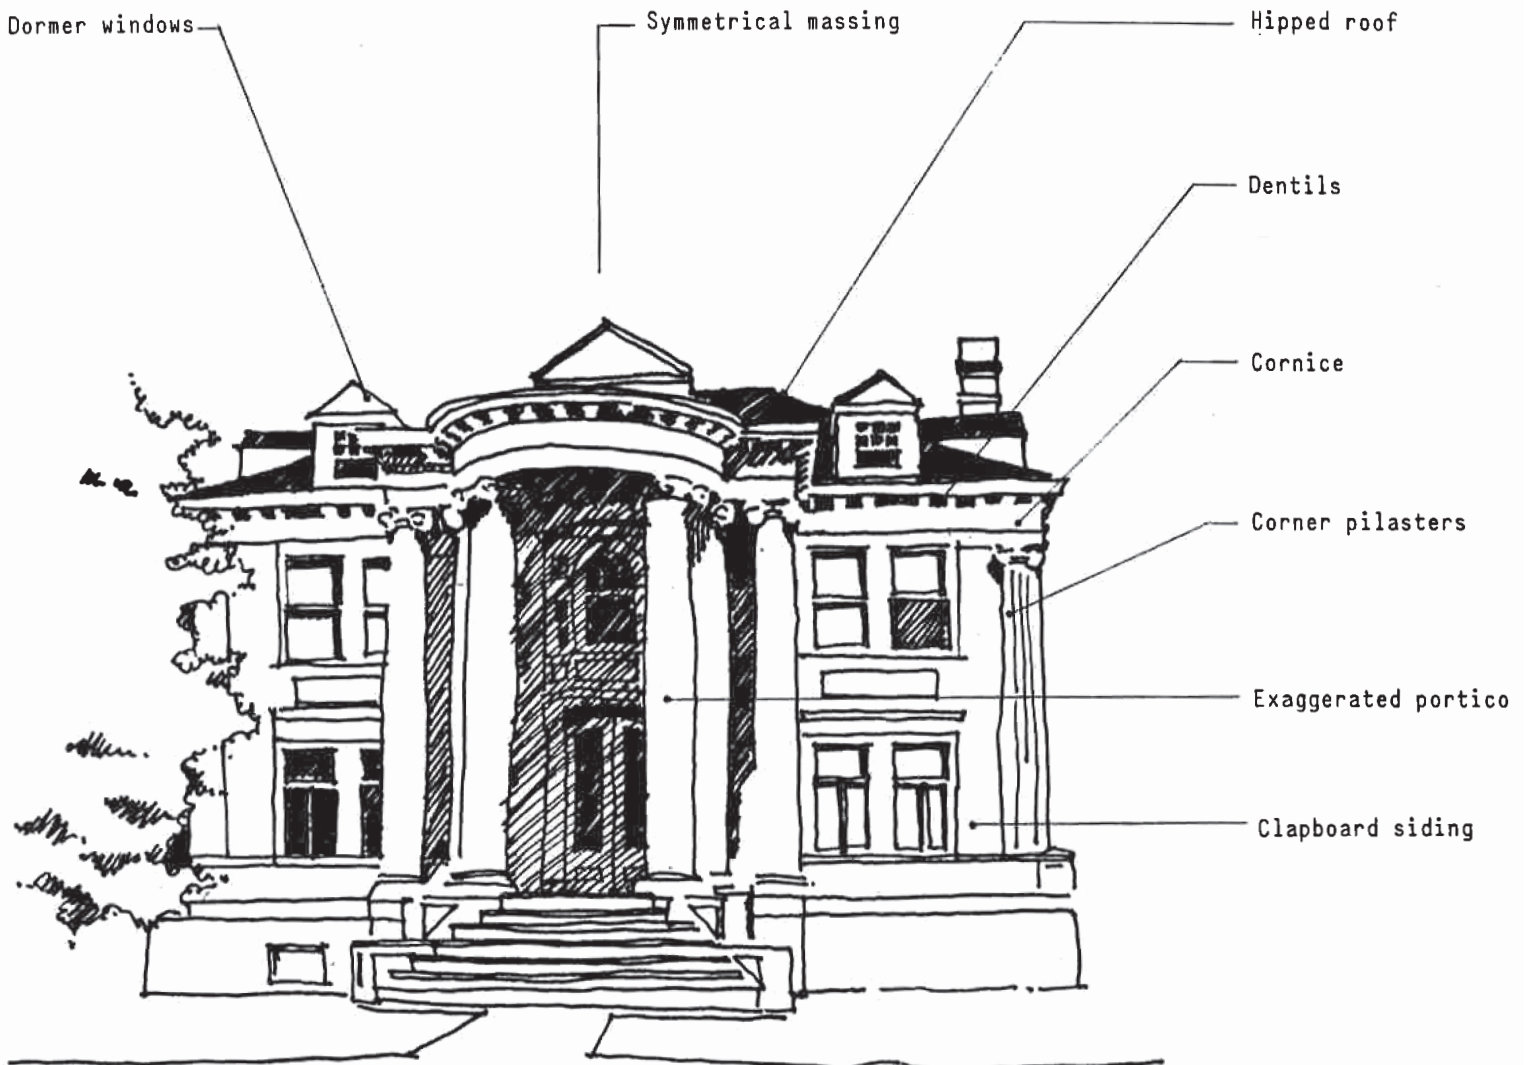 Dormer windows
Symmetrical massing
Hipped roof
Dentils
Cornice
Corner pilasters
Exaggerated portico
Clapboard siding